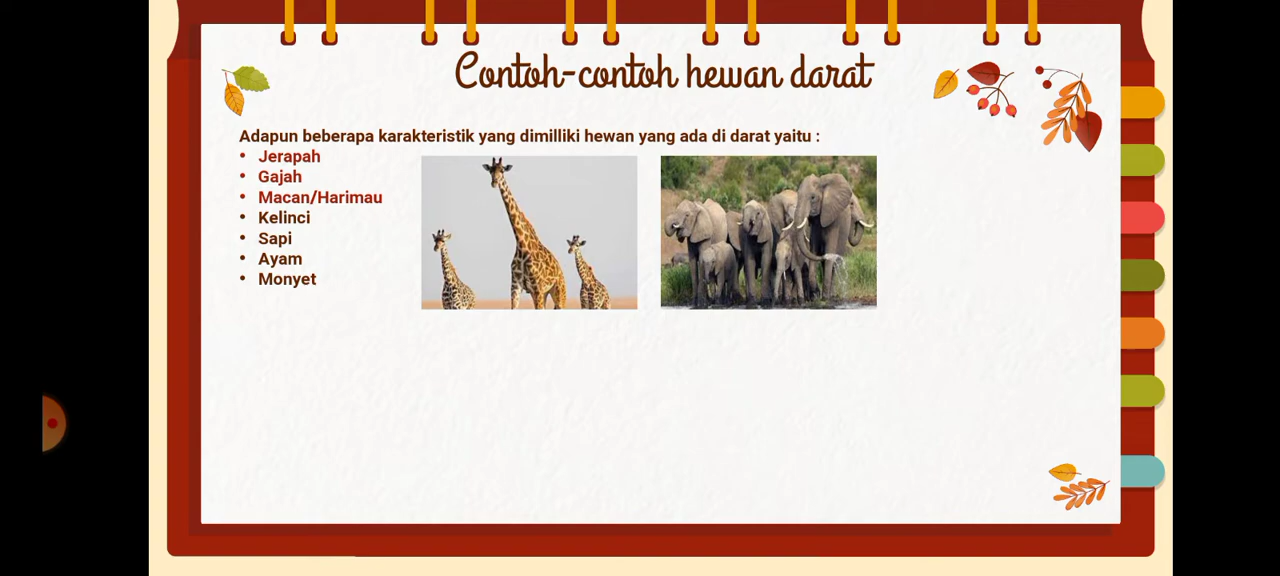 Contoh-contoh hewan darat
Adapun beberapa karakteristik yang dimilliki hewan yang ada di darat yaitu :
• Jerapah
• Gajah
• Macan/Harimau
• Kelinci
• Sapi
• Ayam
• Monyet